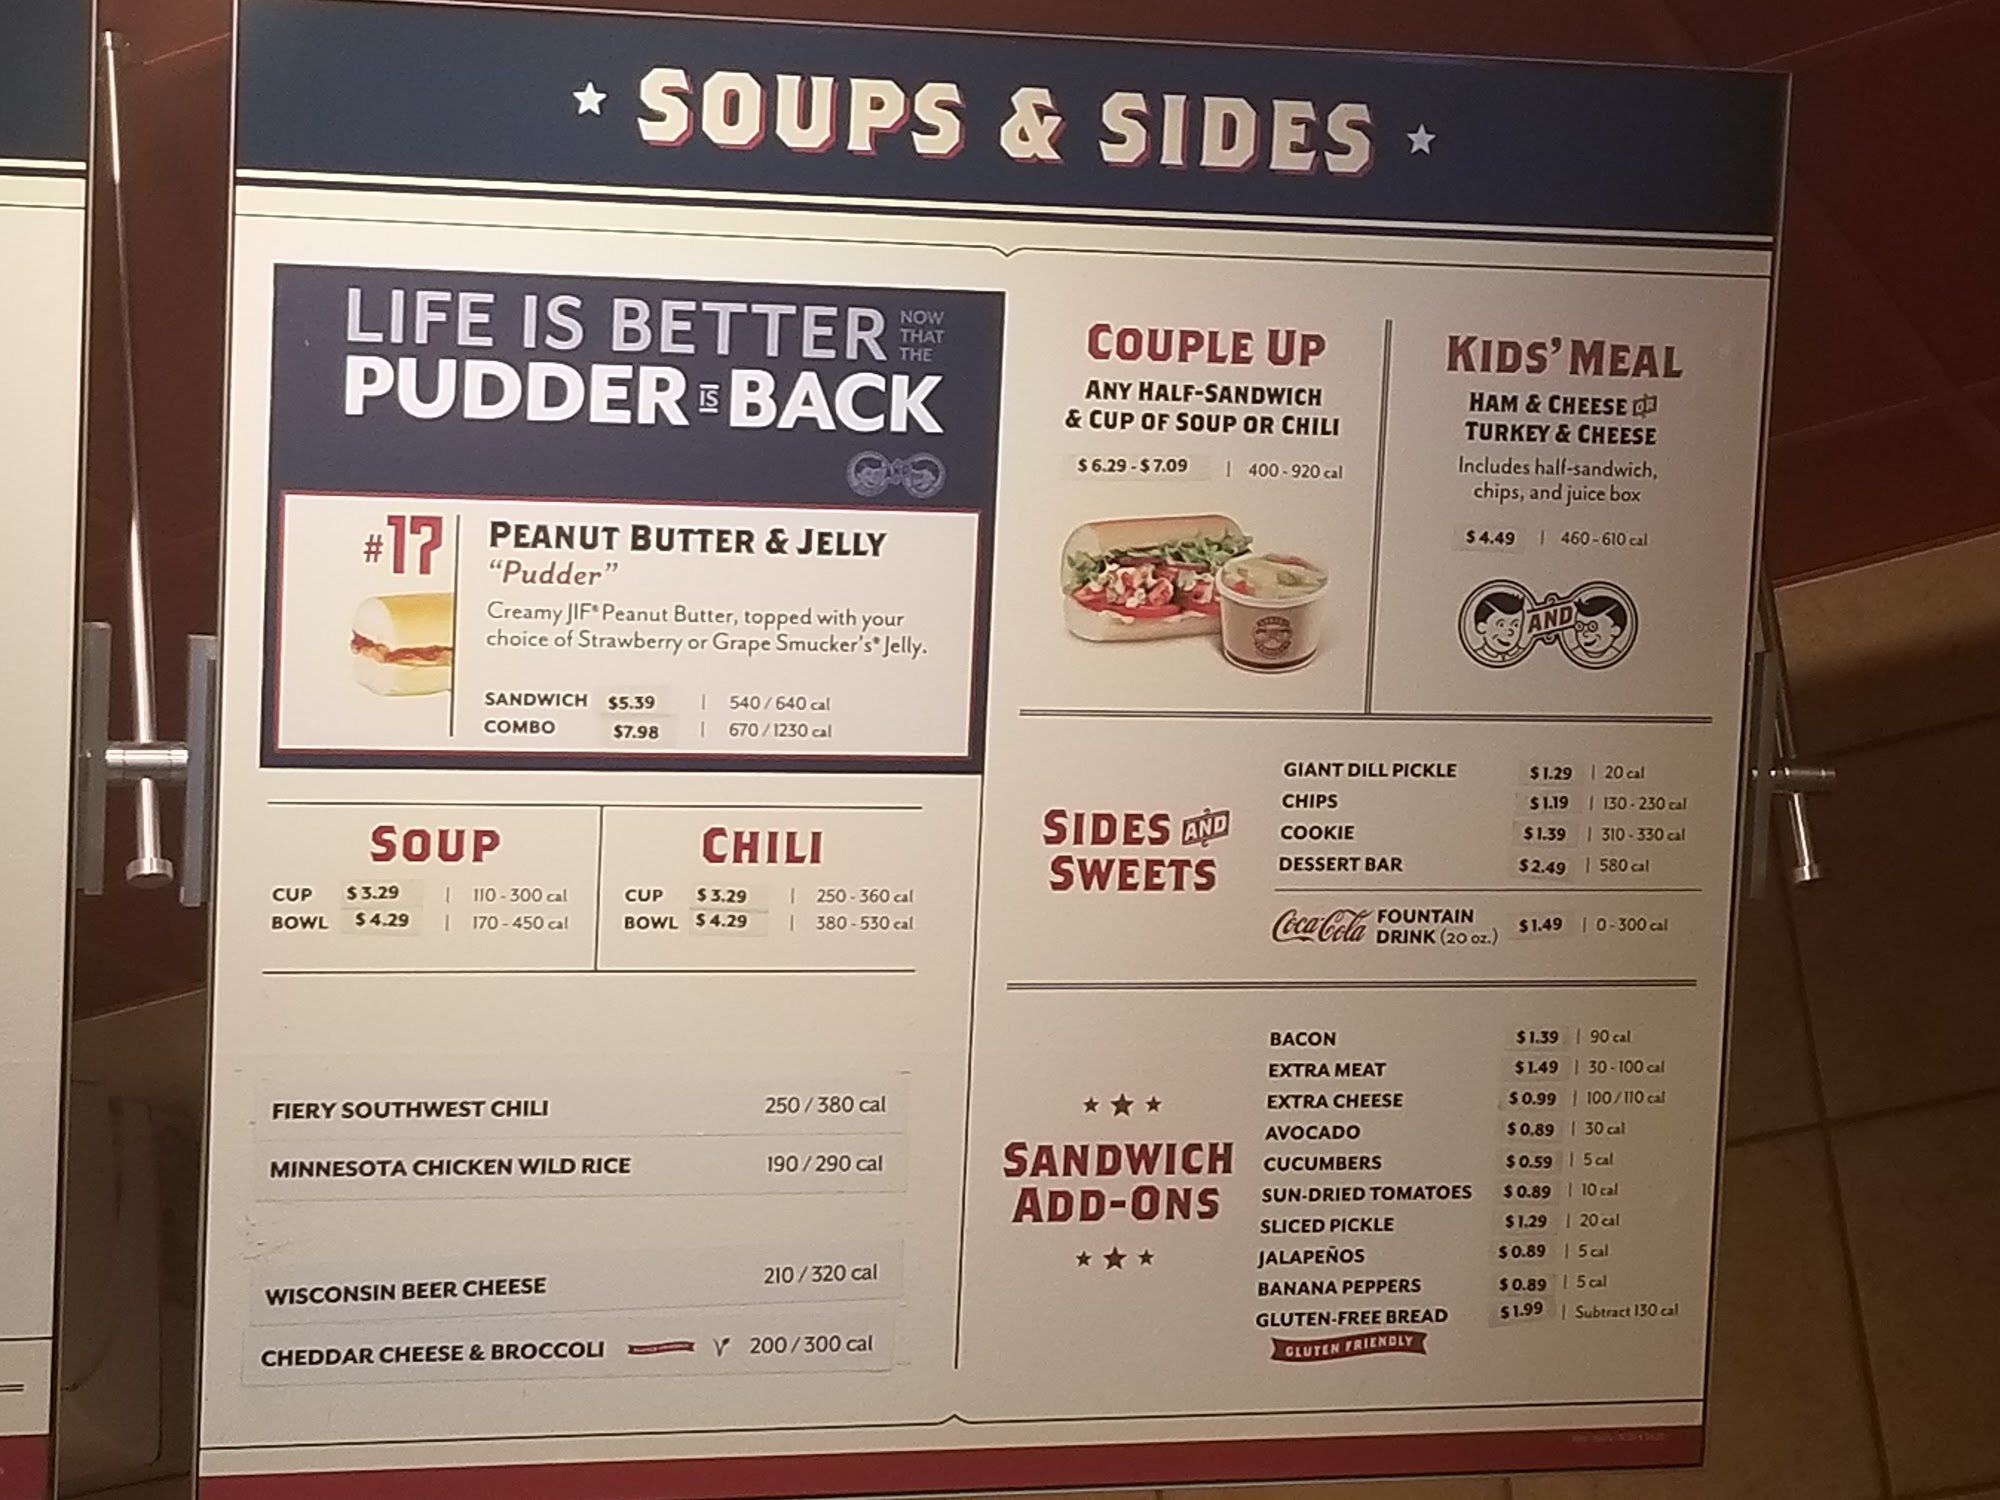 SOUPS & SIDES
LIFE IS BETTER NOW THAT THE
PUDDER IS BACK
#17
PEANUT BUTTER & JELLY
"Pudder"
Creamy JIF® Peanut Butter, topped with your
choice of Strawberry or Grape Smucker's® Jelly.
SANDWICH $5.39 | 540 / 640 cal
COMBO $7.98 | 670 / 1230 cal
SOUP
CUP $3.29 | 110 - 300 cal
BOWL $4.29 | 170 - 450 cal
CHILI
CUP $3.29 | 250 - 360 cal
BOWL $4.29 | 380 - 530 cal
FIERY SOUTHWEST CHILI 250 / 380 cal
MINNESOTA CHICKEN WILD RICE 190 / 290 cal
WISCONSIN BEER CHEESE 210 / 320 cal
CHEDDAR CHEESE & BROCCOLI V 200 / 300 cal
COUPLE UP
ANY HALF-SANDWICH
& CUP OF SOUP OR CHILI
$6.29 - $7.09 | 400 - 920 cal
KIDS' MEAL
HAM & CHEESE OR
TURKEY & CHEESE
Includes half-sandwich,
chips, and juice box
$4.49 | 460 - 610 cal
AND
SIDES AND
SWEETS
GIANT DILL PICKLE $1.29 | 20 cal
CHIPS $1.19 | 130 - 230 cal
COOKIE $1.39 | 310 - 330 cal
DESSERT BAR $2.49 | 580 cal
Coca-Cola FOUNTAIN
DRINK (20 oz.) $1.49 | 0 - 300 cal
SANDWICH
ADD-ONS
BACON $1.39 | 90 cal
EXTRA MEAT $1.49 | 30 - 100 cal
EXTRA CHEESE $0.99 | 100 / 110 cal
AVOCADO $0.89 | 30 cal
CUCUMBERS $0.59 | 5 cal
SUN-DRIED TOMATOES $0.89 | 10 cal
SLICED PICKLE $1.29 | 20 cal
JALAPEÑOS $0.89 | 5 cal
BANANA PEPPERS $0.89 | 5 cal
GLUTEN-FREE BREAD $1.99 | Subtract 130 cal
GLUTEN FRIENDLY